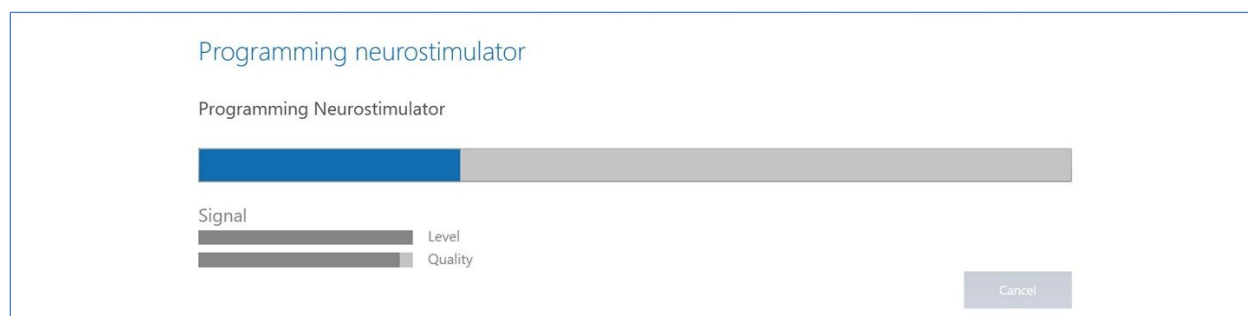 Programming neurostimulator
Programming Neurostimulator
Signal
Level
Quality
Cancel